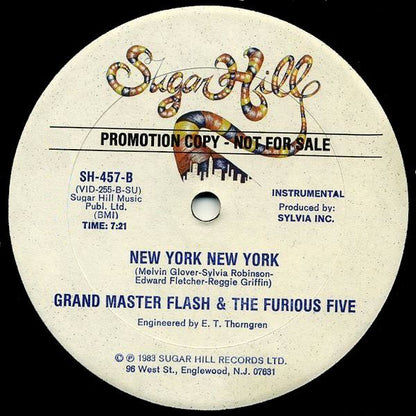 Sugar Hill
PROMOTION COPY - NOT FOR SALE
SH-457-B
(VID-255-B-SU)
Sugar Hill Music
Publ. Ltd.
(BMI)
TIME: 7:21
INSTRUMENTAL
Produced by:
SYLVIA INC.
NEW YORK NEW YORK
(Melvin Glover-Sylvia Robinson-
Edward Fletcher-Reggie Griffin)
GRAND MASTER FLASH & THE FURIOUS FIVE
Engineered by E. T. Thorngren
© ℗ 1983 SUGAR HILL RECORDS LTD.
96 West St., Englewood, N.J. 07631